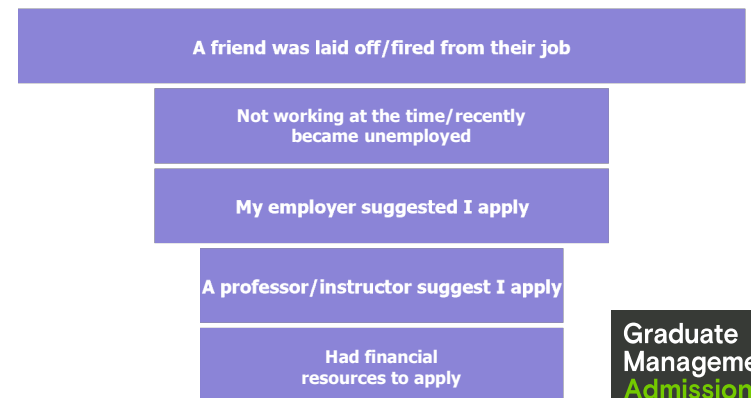 A friend was laid off/fired from their job
Not working at the time/recently
became unemployed
My employer suggested I apply
A professor/instructor suggest I apply
Had financial
resources to apply
Graduate
Manageme
Admission